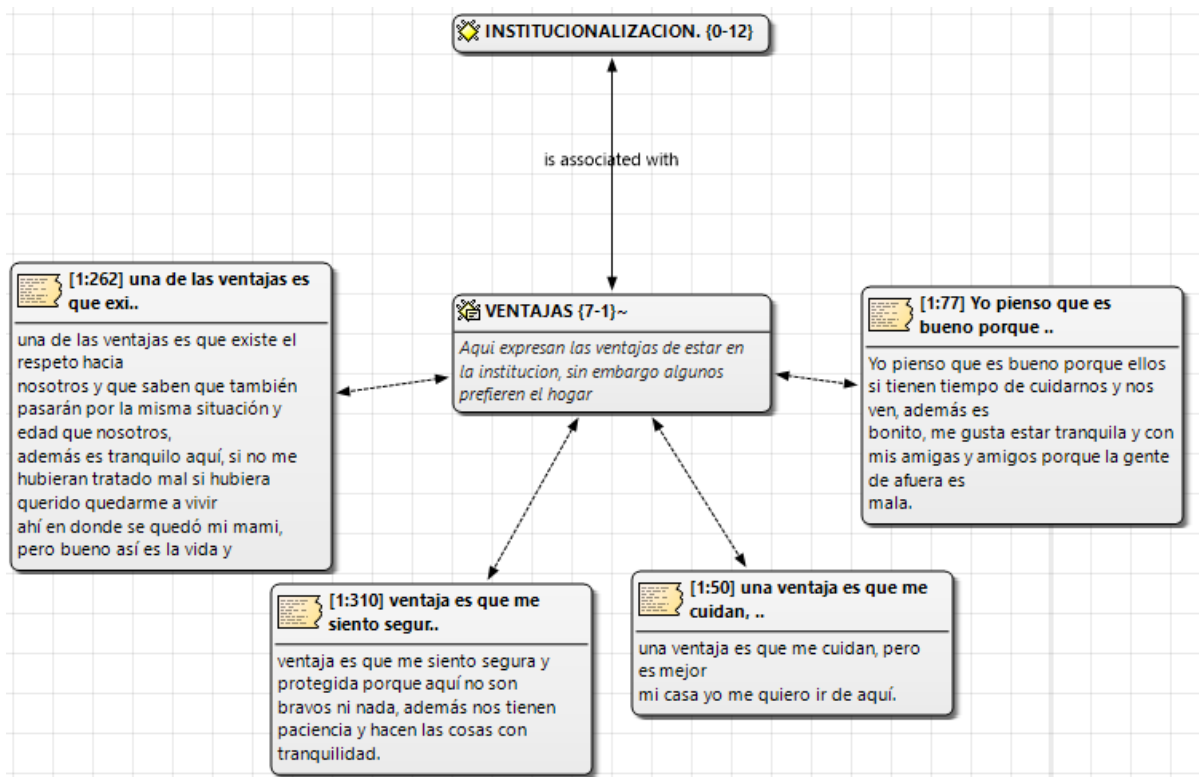 INSTITUCIONALIZACION. {0-12}
is associated with
[1:262] una de las ventajas es
que exi..
una de las ventajas es que existe el
respeto hacia
nosotros y que saben que también
pasarán por la misma situación y
edad que nosotros,
además es tranquilo aquí, si no me
hubieran tratado mal si hubiera
querido quedarme a vivir
ahí en donde se quedó mi mami,
pero bueno así es la vida y
VENTAJAS {7-1}~
Aqui expresan las ventajas de estar en
la institucion, sin embargo algunos
prefieren el hogar
[1:77] Yo pienso que es
bueno porque ..
Yo pienso que es bueno porque ellos
si tienen tiempo de cuidarnos y nos
ven, además es
bonito, me gusta estar tranquila y con
mis amigas y amigos porque la gente
de afuera es
mala.
[1:310] ventaja es que me
siento segur..
ventaja es que me siento segura y
protegida porque aquí no son
bravos ni nada, además nos tienen
paciencia y hacen las cosas con
tranquilidad.
[1:50] una ventaja es que me
cuidan, ..
una ventaja es que me cuidan, pero
es mejor
mi casa yo me quiero ir de aquí.